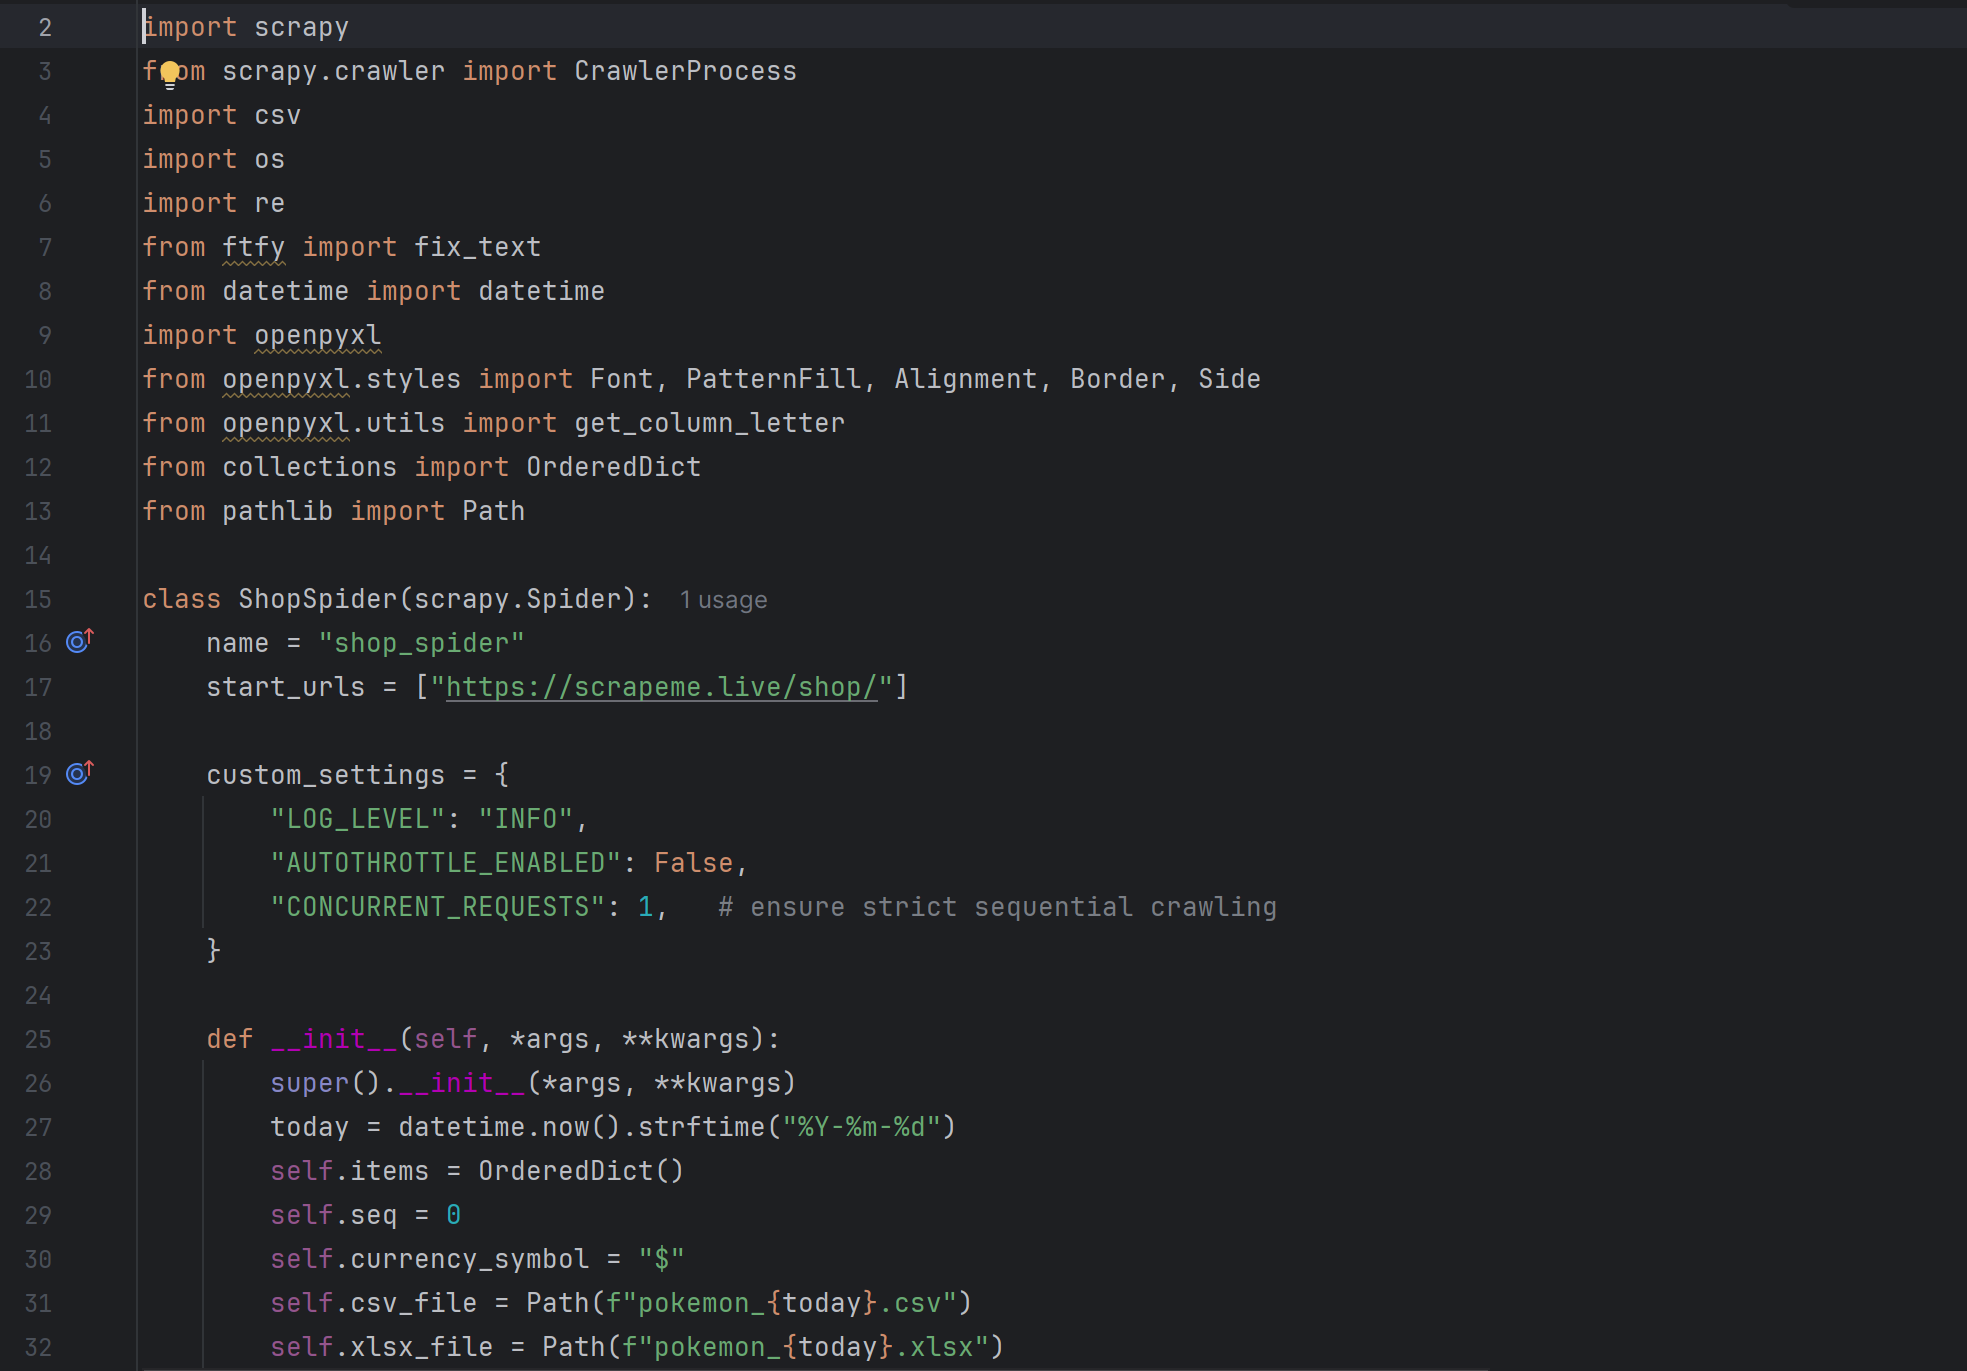 2 import scrapy
3 from scrapy.crawler import CrawlerProcess
4 import csv
5 import os
6 import re
7 from ftfy import fix_text
8 from datetime import datetime
9 import openpyxl
10 from openpyxl.styles import Font, PatternFill, Alignment, Border, Side
11 from openpyxl.utils import get_column_letter
12 from collections import OrderedDict
13 from pathlib import Path
14
15 class ShopSpider(scrapy.Spider): 1 usage
16     name = "shop_spider"
17     start_urls = ["https://scrapeme.live/shop/"]
18
19     custom_settings = {
20         "LOG_LEVEL": "INFO",
21         "AUTOTHROTTLE_ENABLED": False,
22         "CONCURRENT_REQUESTS": 1,   # ensure strict sequential crawling
23     }
24
25     def __init__(self, *args, **kwargs):
26         super().__init__(*args, **kwargs)
27         today = datetime.now().strftime("%Y-%m-%d")
28         self.items = OrderedDict()
29         self.seq = 0
30         self.currency_symbol = "$"
31         self.csv_file = Path(f"pokemon_{today}.csv")
32         self.xlsx_file = Path(f"pokemon_{today}.xlsx")